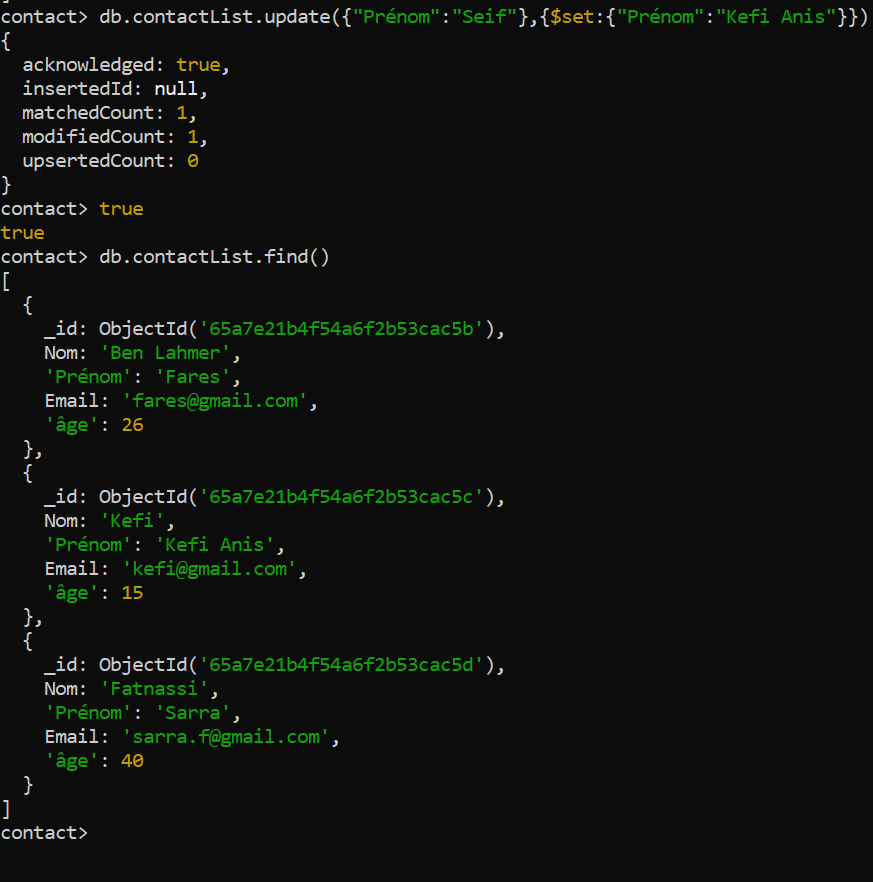 contact> db.contactList.update({"Prénom":"Seif"},{$set:{"Prénom":"Kefi Anis"}})
{
  acknowledged: true,
  insertedId: null,
  matchedCount: 1,
  modifiedCount: 1,
  upsertedCount: 0
}
contact> true
true
contact> db.contactList.find()
[
  {
    _id: ObjectId('65a7e21b4f54a6f2b53cac5b'),
    Nom: 'Ben Lahmer',
    'Prénom': 'Fares',
    Email: 'fares@gmail.com',
    'âge': 26
  },
  {
    _id: ObjectId('65a7e21b4f54a6f2b53cac5c'),
    Nom: 'Kefi',
    'Prénom': 'Kefi Anis',
    Email: 'kefi@gmail.com',
    'âge': 15
  },
  {
    _id: ObjectId('65a7e21b4f54a6f2b53cac5d'),
    Nom: 'Fatnassi',
    'Prénom': 'Sarra',
    Email: 'sarra.f@gmail.com',
    'âge': 40
  }
]
contact>